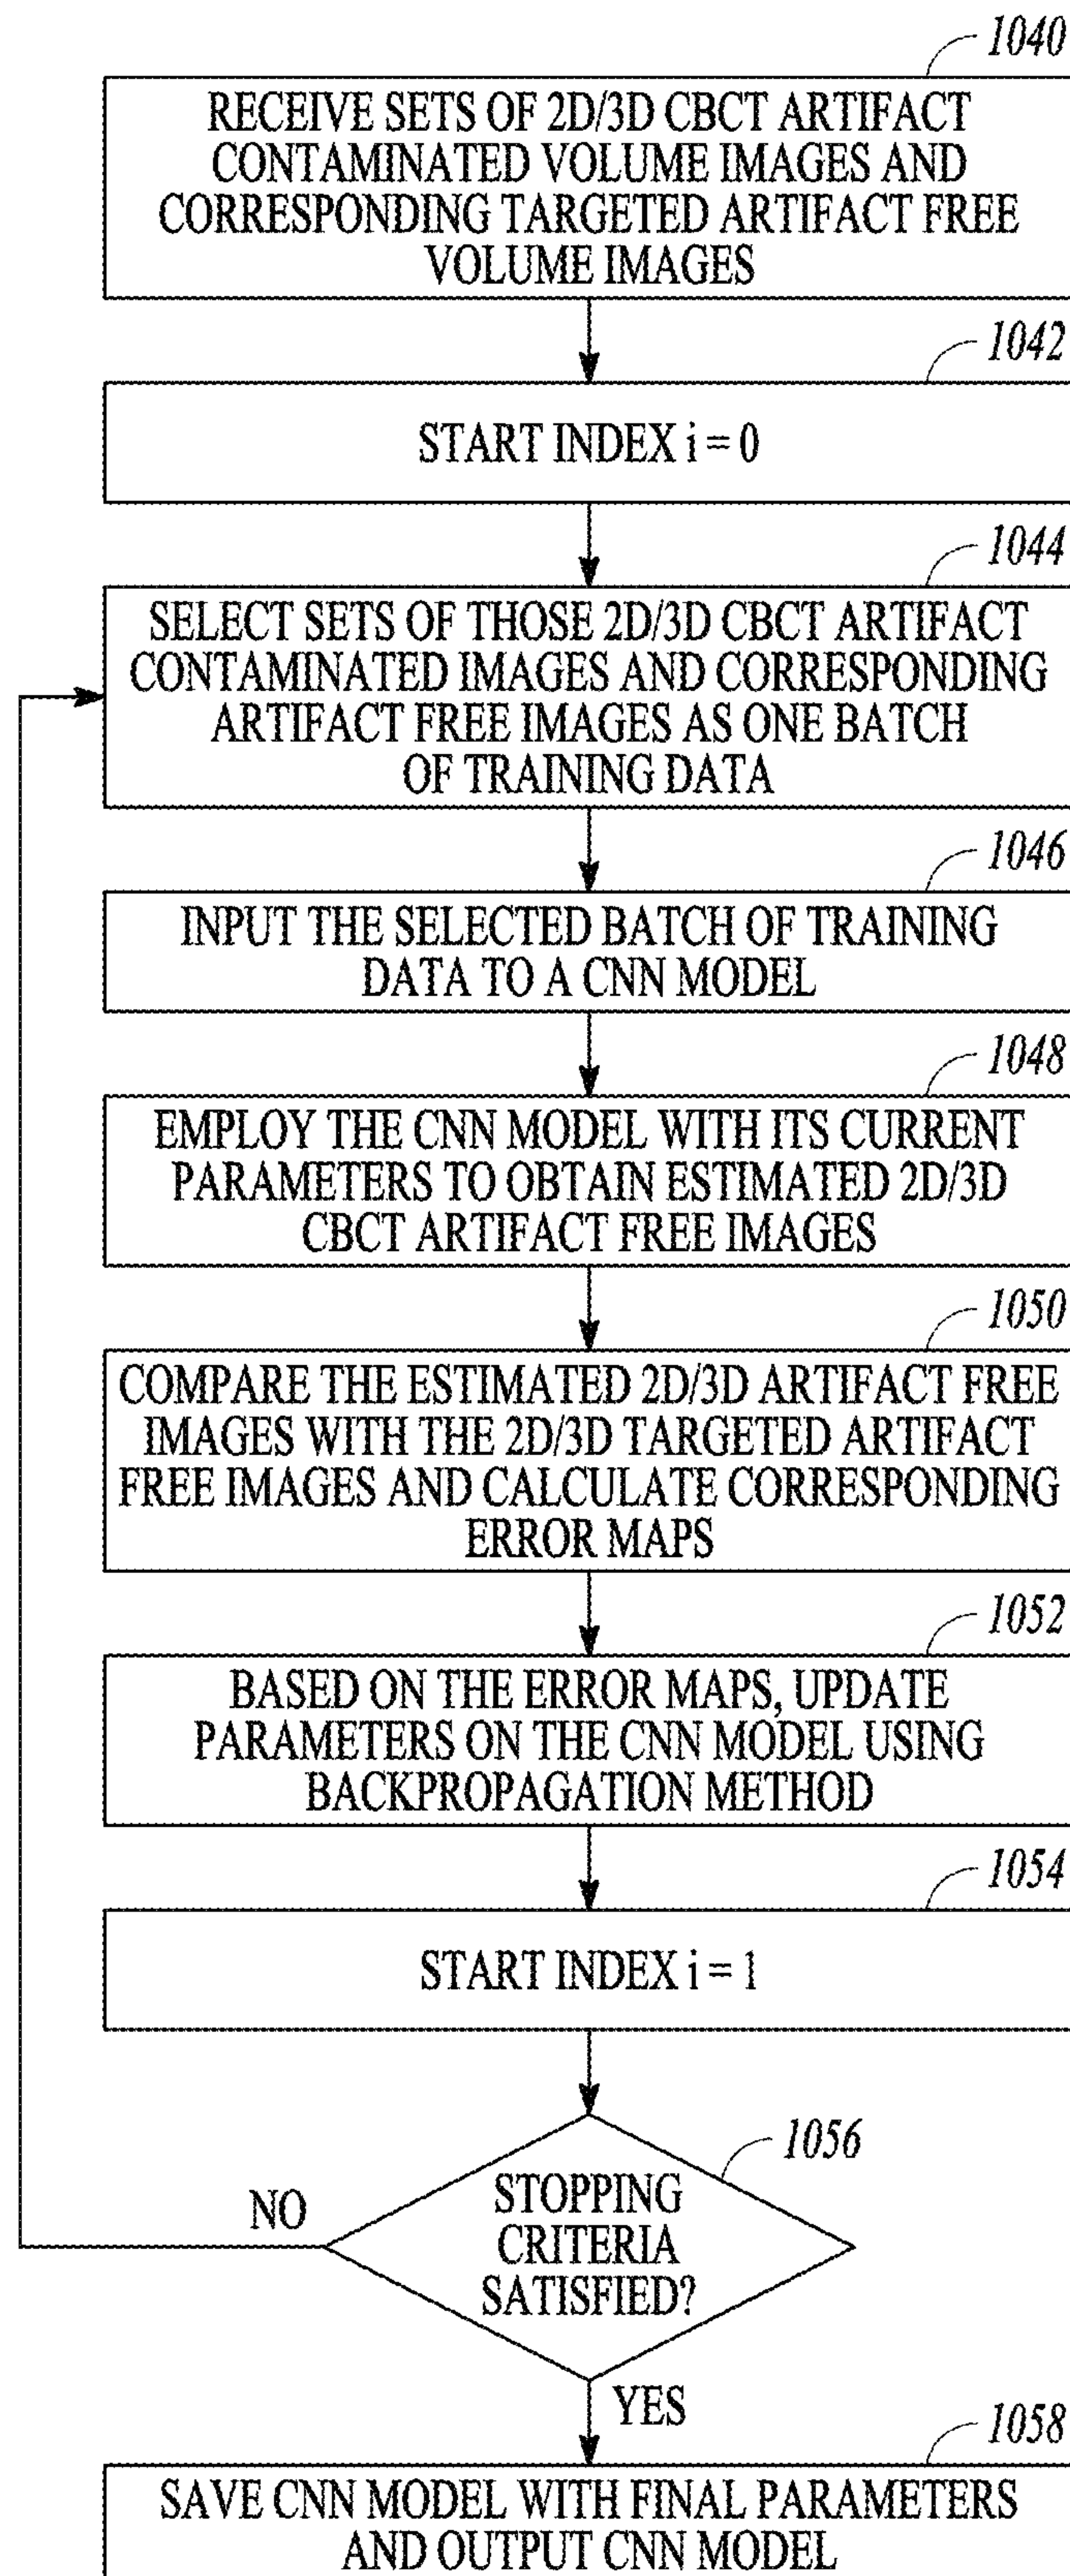 1040
RECEIVE SETS OF 2D/3D CBCT ARTIFACT
CONTAMINATED VOLUME IMAGES AND
CORRESPONDING TARGETED ARTIFACT FREE
VOLUME IMAGES
1042
START INDEX i = 0
1044
SELECT SETS OF THOSE 2D/3D CBCT ARTIFACT
CONTAMINATED IMAGES AND CORRESPONDING
ARTIFACT FREE IMAGES AS ONE BATCH
OF TRAINING DATA
1046
INPUT THE SELECTED BATCH OF TRAINING
DATA TO A CNN MODEL
1048
EMPLOY THE CNN MODEL WITH ITS CURRENT
PARAMETERS TO OBTAIN ESTIMATED 2D/3D
CBCT ARTIFACT FREE IMAGES
1050
COMPARE THE ESTIMATED 2D/3D ARTIFACT FREE
IMAGES WITH THE 2D/3D TARGETED ARTIFACT
FREE IMAGES AND CALCULATE CORRESPONDING
ERROR MAPS
1052
BASED ON THE ERROR MAPS, UPDATE
PARAMETERS ON THE CNN MODEL USING
BACKPROPAGATION METHOD
1054
START INDEX i = 1
1056
STOPPING
CRITERIA
SATISFIED?
NO
YES
1058
SAVE CNN MODEL WITH FINAL PARAMETERS
AND OUTPUT CNN MODEL